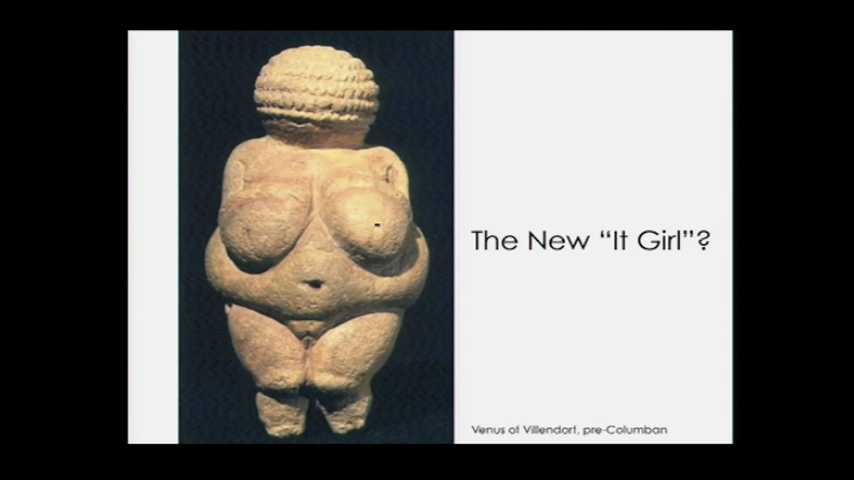 The New “It Girl”?
Venus of Villendorf, pre-Columban